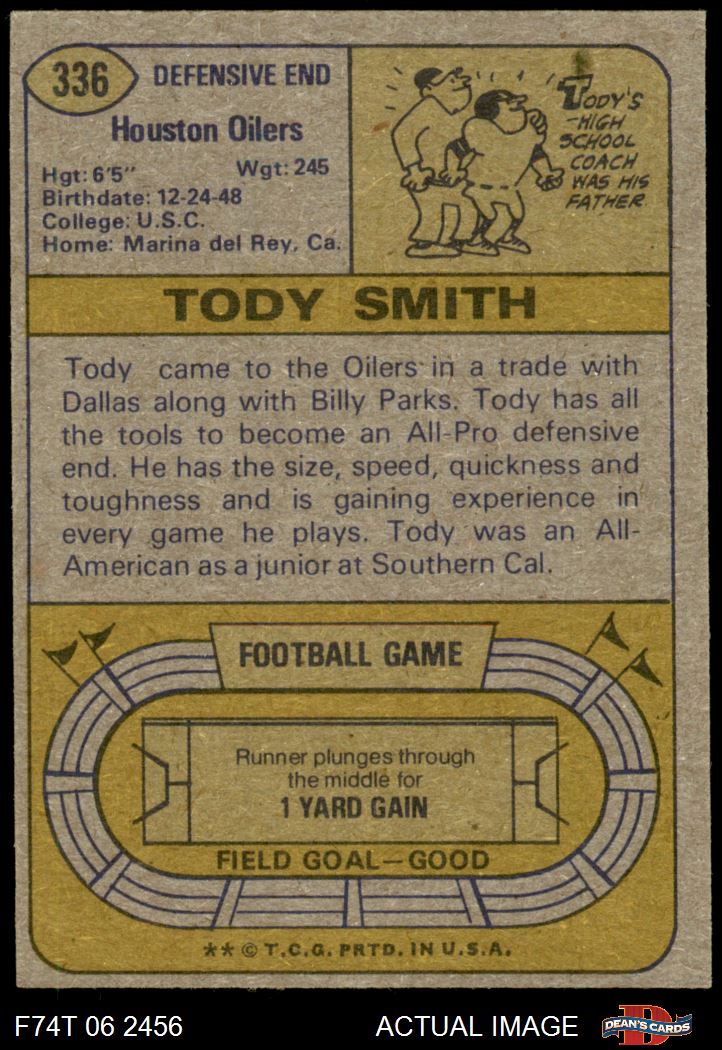 336
DEFENSIVE END
Houston Oilers
Hgt: 6'5" Wgt: 245
Birthdate: 12-24-48
College: U.S.C.
Home: Marina del Rey, Ca.
TODY'S
-HIGH
SCHOOL
COACH
WAS HIS
FATHER
TODY SMITH
Tody came to the Oilers in a trade with
Dallas along with Billy Parks. Tody has all
the tools to become an All-Pro defensive
end. He has the size, speed, quickness and
toughness and is gaining experience in
every game he plays. Tody was an All-
American as a junior at Southern Cal.
FOOTBALL GAME
Runner plunges through
the middle for
1 YARD GAIN
FIELD GOAL—GOOD
** © T.C.G. PRTD. IN U.S.A.
F74T 06 2456
ACTUAL IMAGE
DEAN'S CARDS